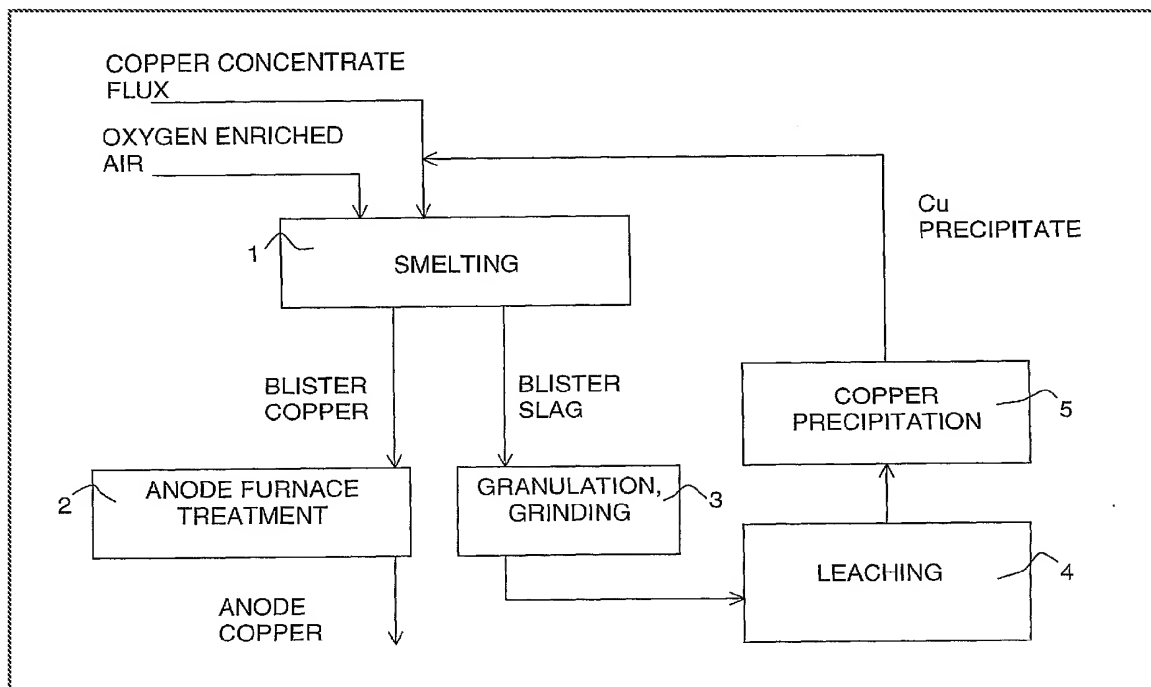 COPPER CONCENTRATE
FLUX
OXYGEN ENRICHED
AIR
Cu
PRECIPITATE
1
SMELTING
BLISTER
COPPER
BLISTER
SLAG
COPPER
PRECIPITATION
5
2
ANODE FURNACE
TREATMENT
GRANULATION,
GRINDING
3
LEACHING
4
ANODE
COPPER